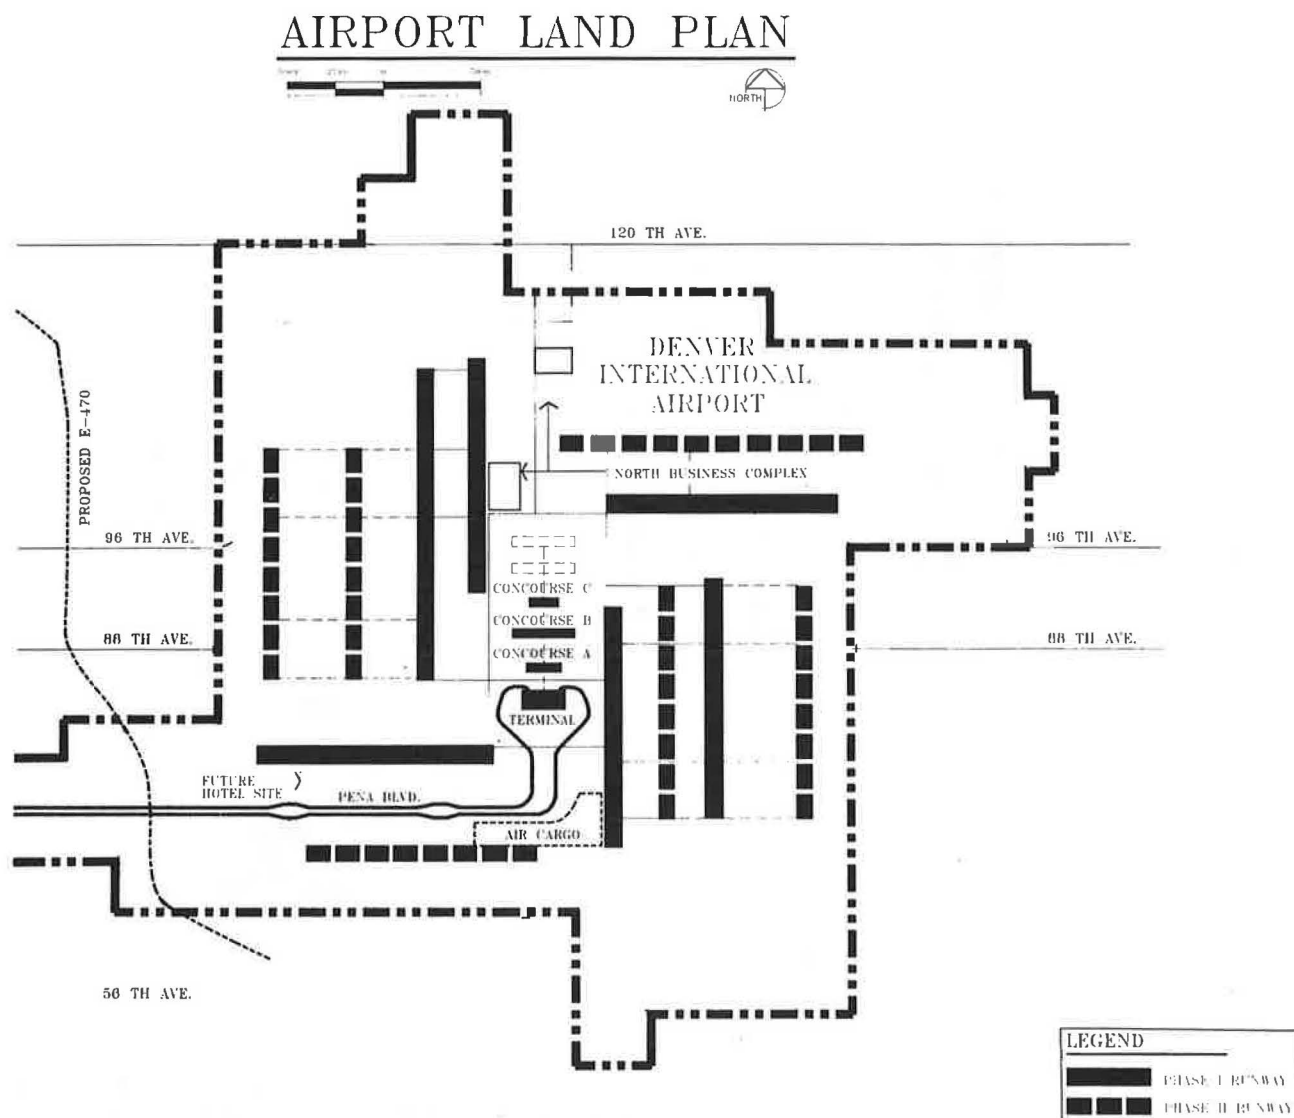 AIRPORT LAND PLAN
NORTH
120 TH AVE.
DENVER
INTERNATIONAL
AIRPORT
PROPOSED E-470
NORTH BUSINESS COMPLEX
96 TH AVE.
96 TH AVE.
CONCOURSE C
CONCOURSE B
88 TH AVE.
88 TH AVE.
CONCOURSE A
TERMINAL
FUTURE
HOTEL SITE
PENA BLVD.
AIR CARGO
56 TH AVE.
LEGEND
PHASE I RUNWAY
PHASE II RUNWAY